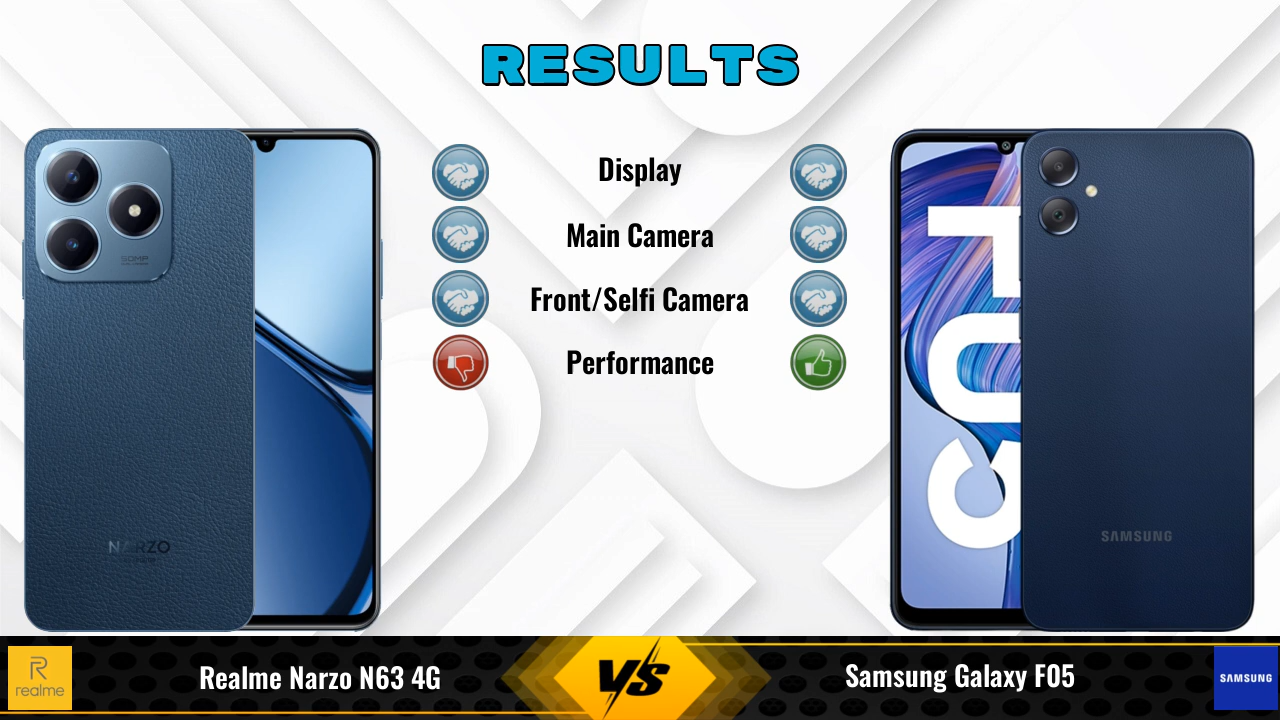 RESULTS
Display
Main Camera
Front/Selfi Camera
Performance
50MP
NARZO
F05
SAMSUNG
realme
Realme Narzo N63 4G
VS
Samsung Galaxy F05
SAMSUNG